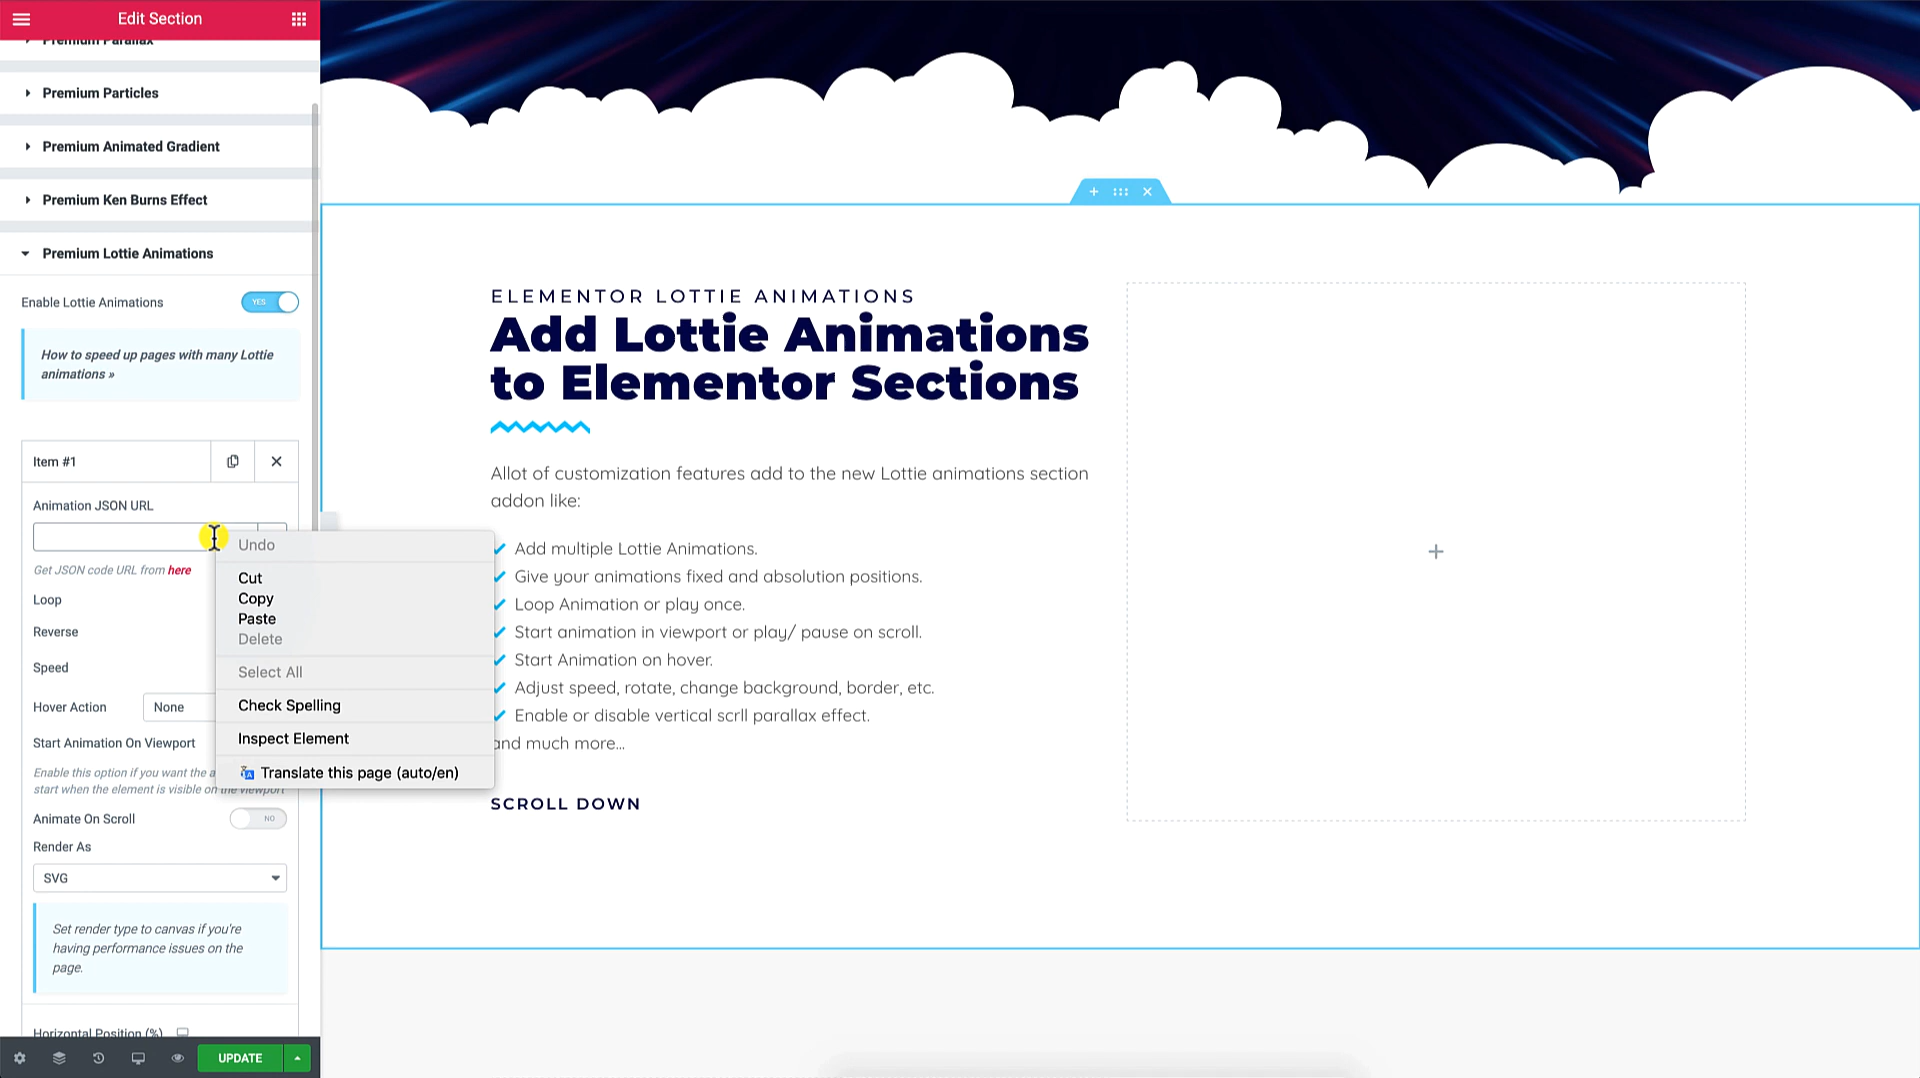 Edit Section
Premium Parallax
Premium Particles
Premium Animated Gradient
Premium Ken Burns Effect
Premium Lottie Animations
Enable Lottie Animations
YES
How to speed up pages with many Lottie
animations »
Item #1
Animation JSON URL
Get JSON code URL from here
Loop
Reverse
Speed
Hover Action
None
Start Animation On Viewport
Enable this option if you want the a
start when the element is visible on the viewport
Animate On Scroll
NO
Render As
SVG
Set render type to canvas if you're
having performance issues on the
page.
Horizontal Position (%)
UPDATE
Undo
Cut
Copy
Paste
Delete
Select All
Check Spelling
Inspect Element
Translate this page (auto/en)
ELEMENTOR LOTTIE ANIMATIONS
Add Lottie Animations
to Elementor Sections
Allot of customization features add to the new Lottie animations section
addon like:
Add multiple Lottie Animations.
Give your animations fixed and absolution positions.
Loop Animation or play once.
Start animation in viewport or play/ pause on scroll.
Start Animation on hover.
Adjust speed, rotate, change background, border, etc.
Enable or disable vertical scrll parallax effect.
and much more...
SCROLL DOWN